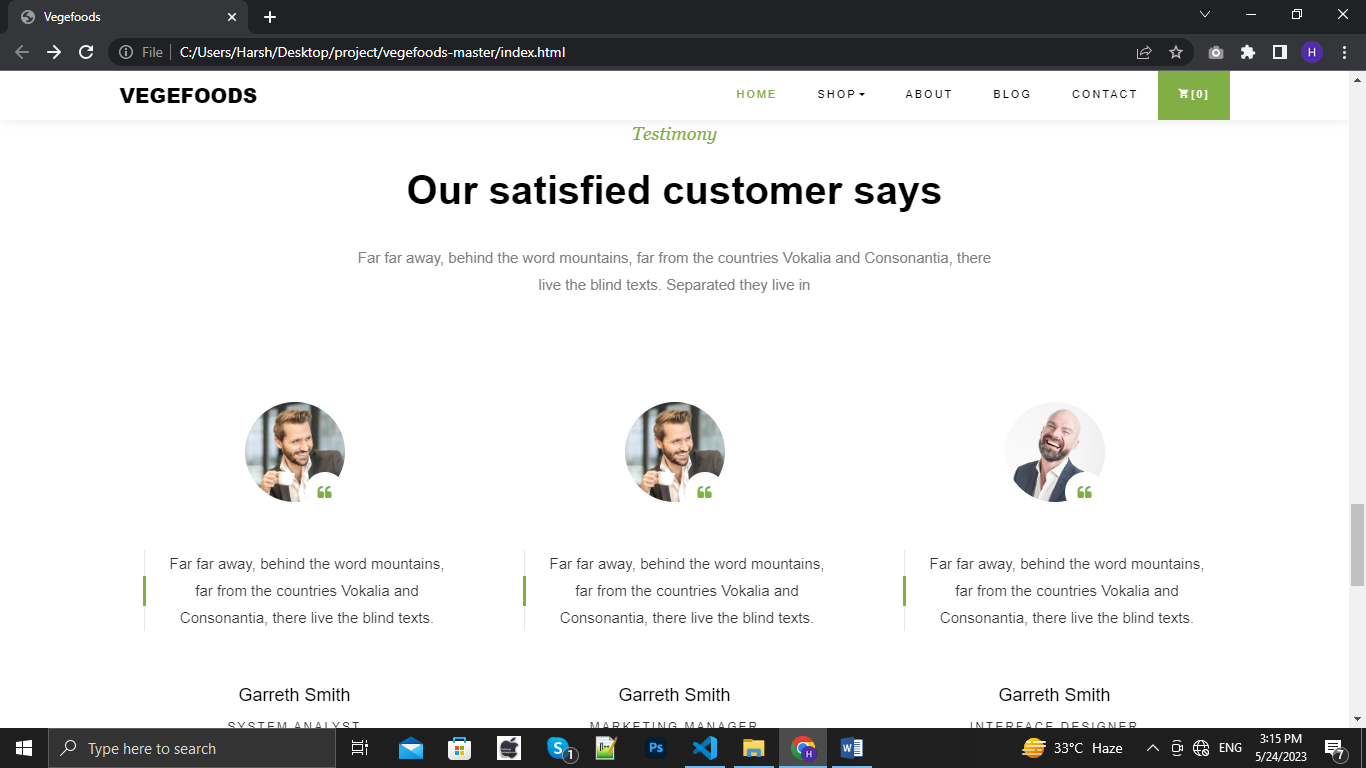 Vegefoods
File
C:/Users/Harsh/Desktop/project/vegefoods-master/index.html
H
VEGEFOODS
HOME
SHOP
ABOUT
BLOG
CONTACT
[0]
Testimony
Our satisfied customer says
Far far away, behind the word mountains, far from the countries Vokalia and Consonantia, there
live the blind texts. Separated they live in
Far far away, behind the word mountains,
far from the countries Vokalia and
Consonantia, there live the blind texts.
Garreth Smith
SYSTEM ANALYST
Far far away, behind the word mountains,
far from the countries Vokalia and
Consonantia, there live the blind texts.
Garreth Smith
MARKETING MANAGER
Far far away, behind the word mountains,
far from the countries Vokalia and
Consonantia, there live the blind texts.
Garreth Smith
INTERFACE DESIGNER
Type here to search
S
1
Ps
H
W
33°C Haze
ENG
3:15 PM
5/24/2023
7